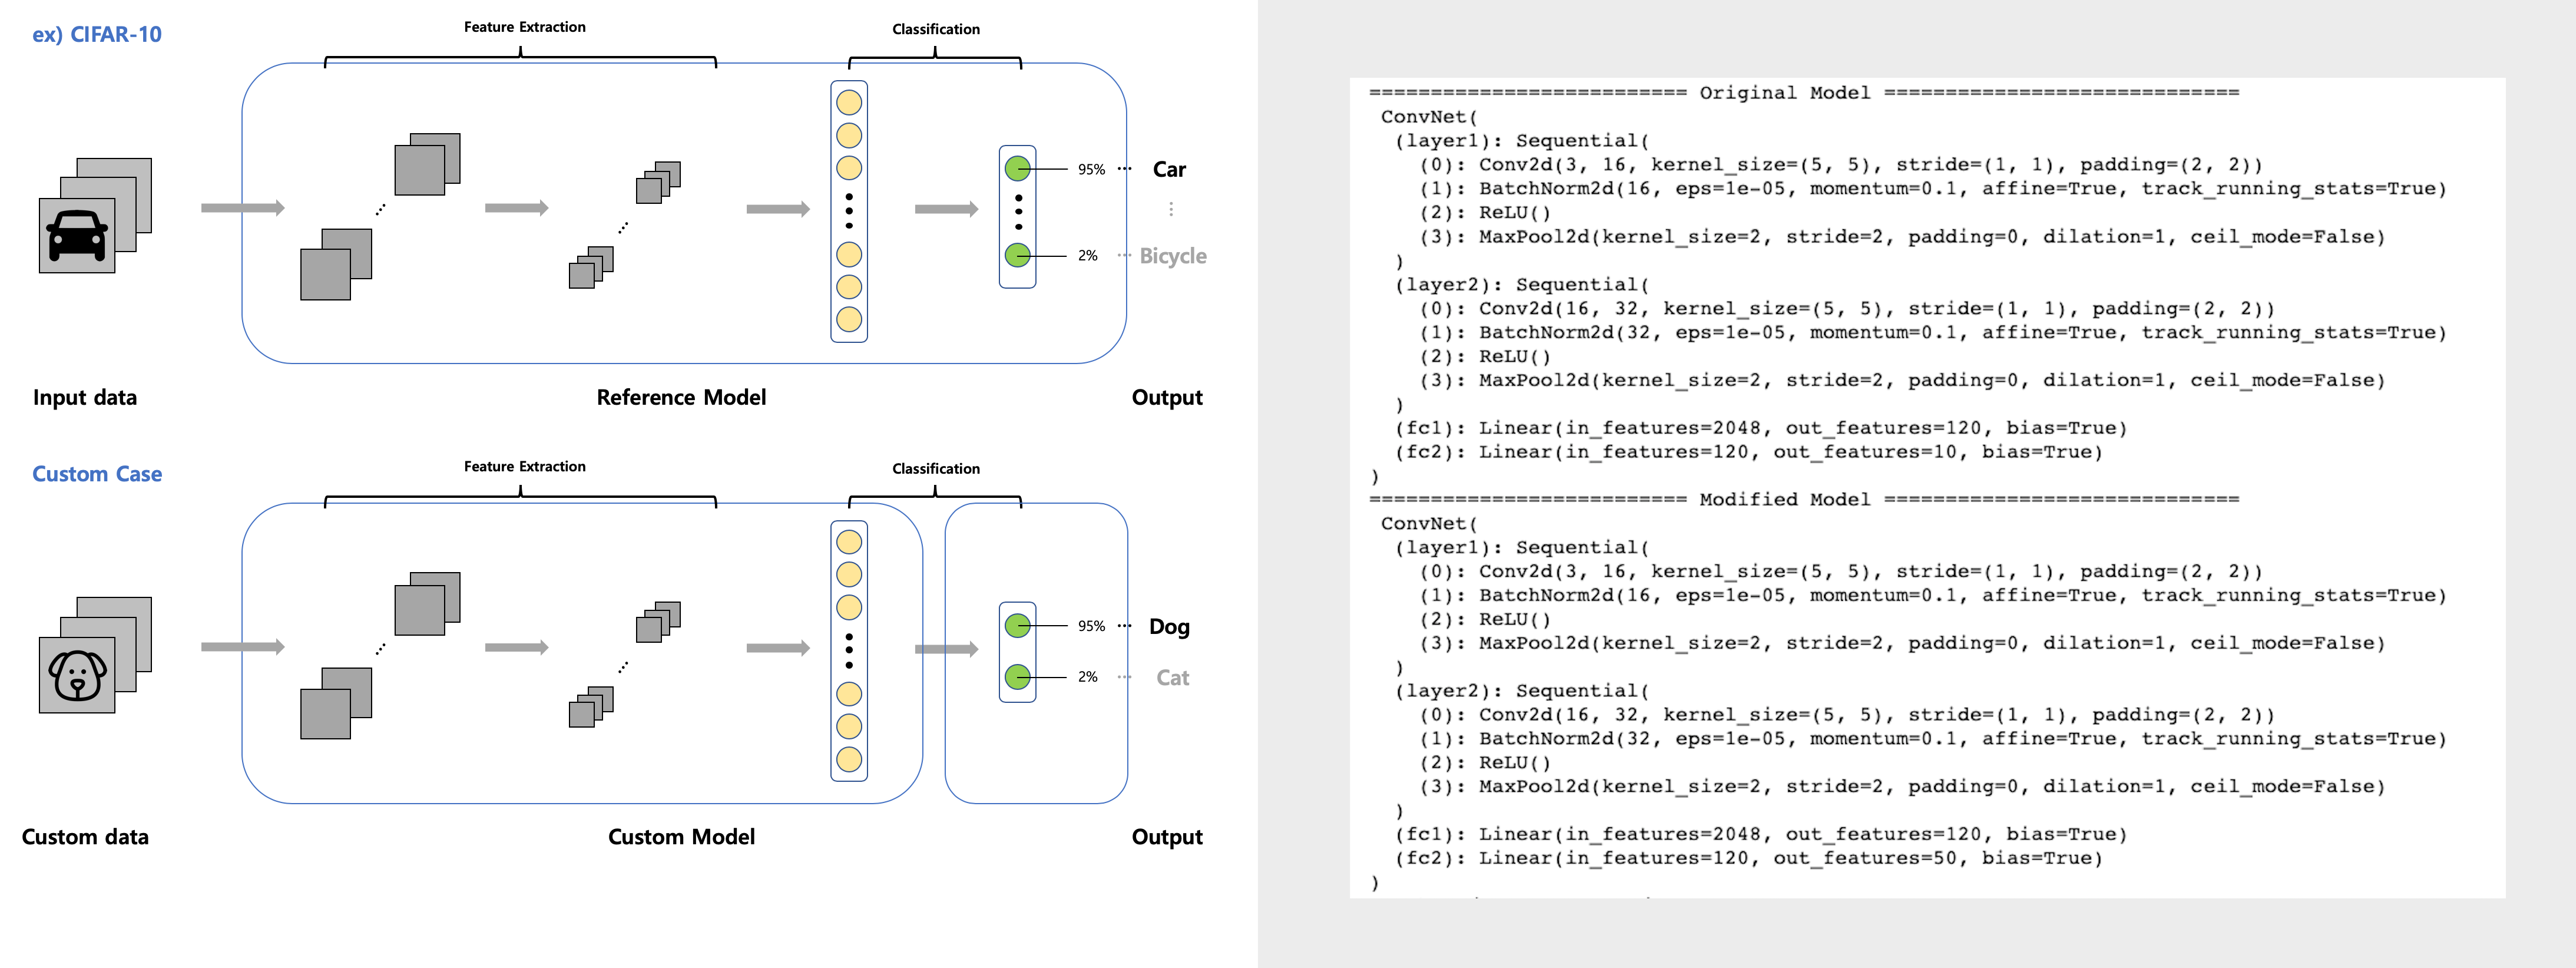 ex) CIFAR-10
Feature Extraction
Classification
95% ··· Car
2% ··· Bicycle
Input data
Reference Model
Output
Custom Case
Feature Extraction
Classification
95% ··· Dog
2% ··· Cat
Custom data
Custom Model
Output
========================== Original Model =============================
ConvNet(
(layer1): Sequential(
(0): Conv2d(3, 16, kernel_size=(5, 5), stride=(1, 1), padding=(2, 2))
(1): BatchNorm2d(16, eps=1e-05, momentum=0.1, affine=True, track_running_stats=True)
(2): ReLU()
(3): MaxPool2d(kernel_size=2, stride=2, padding=0, dilation=1, ceil_mode=False)
)
(layer2): Sequential(
(0): Conv2d(16, 32, kernel_size=(5, 5), stride=(1, 1), padding=(2, 2))
(1): BatchNorm2d(32, eps=1e-05, momentum=0.1, affine=True, track_running_stats=True)
(2): ReLU()
(3): MaxPool2d(kernel_size=2, stride=2, padding=0, dilation=1, ceil_mode=False)
)
(fc1): Linear(in_features=2048, out_features=120, bias=True)
(fc2): Linear(in_features=120, out_features=10, bias=True)
)
========================== Modified Model =============================
ConvNet(
(layer1): Sequential(
(0): Conv2d(3, 16, kernel_size=(5, 5), stride=(1, 1), padding=(2, 2))
(1): BatchNorm2d(16, eps=1e-05, momentum=0.1, affine=True, track_running_stats=True)
(2): ReLU()
(3): MaxPool2d(kernel_size=2, stride=2, padding=0, dilation=1, ceil_mode=False)
)
(layer2): Sequential(
(0): Conv2d(16, 32, kernel_size=(5, 5), stride=(1, 1), padding=(2, 2))
(1): BatchNorm2d(32, eps=1e-05, momentum=0.1, affine=True, track_running_stats=True)
(2): ReLU()
(3): MaxPool2d(kernel_size=2, stride=2, padding=0, dilation=1, ceil_mode=False)
)
(fc1): Linear(in_features=2048, out_features=120, bias=True)
(fc2): Linear(in_features=120, out_features=50, bias=True)
)